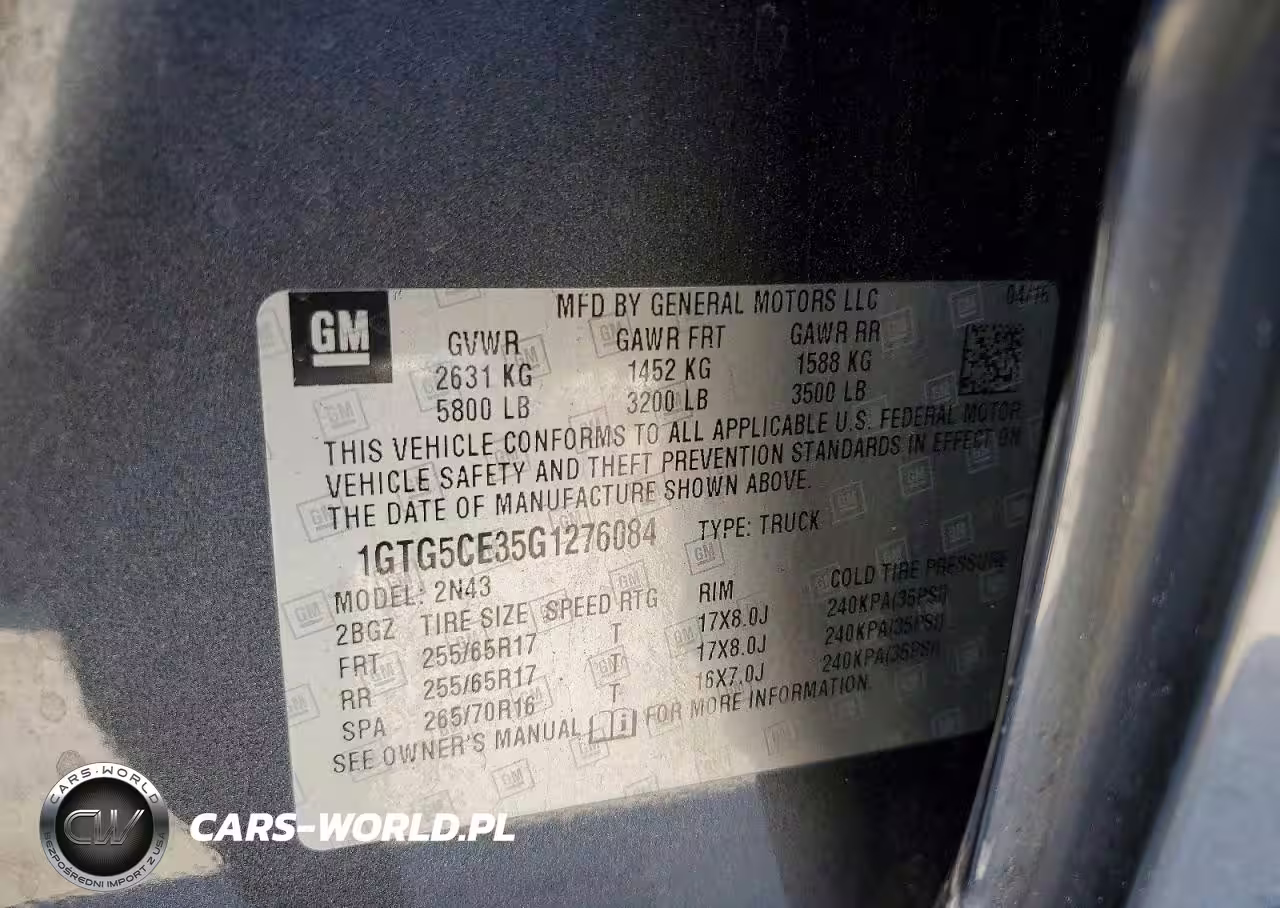 GM
MFD BY GENERAL MOTORS LLC 04/16
GVWR GAWR FRT GAWR RR
2631 KG 1452 KG 1588 KG
5800 LB 3200 LB 3500 LB
THIS VEHICLE CONFORMS TO ALL APPLICABLE U.S. FEDERAL MOTOR
VEHICLE SAFETY AND THEFT PREVENTION STANDARDS IN EFFECT ON
THE DATE OF MANUFACTURE SHOWN ABOVE.
1GTG5CE35G1276084 TYPE: TRUCK
MODEL: 2N43
2BGZ TIRE SIZE SPEED RTG RIM COLD TIRE PRESSURE
FRT 255/65R17 T 17X8.0J 240KPA(35PSI)
RR 255/65R17 T 17X8.0J 240KPA(35PSI)
SPA 265/70R16 T 16X7.0J 240KPA(35PSI)
SEE OWNER'S MANUAL FOR MORE INFORMATION.
CARS-WORLD
CW
BEZPOŚREDNI IMPORT Z USA
CARS-WORLD.PL